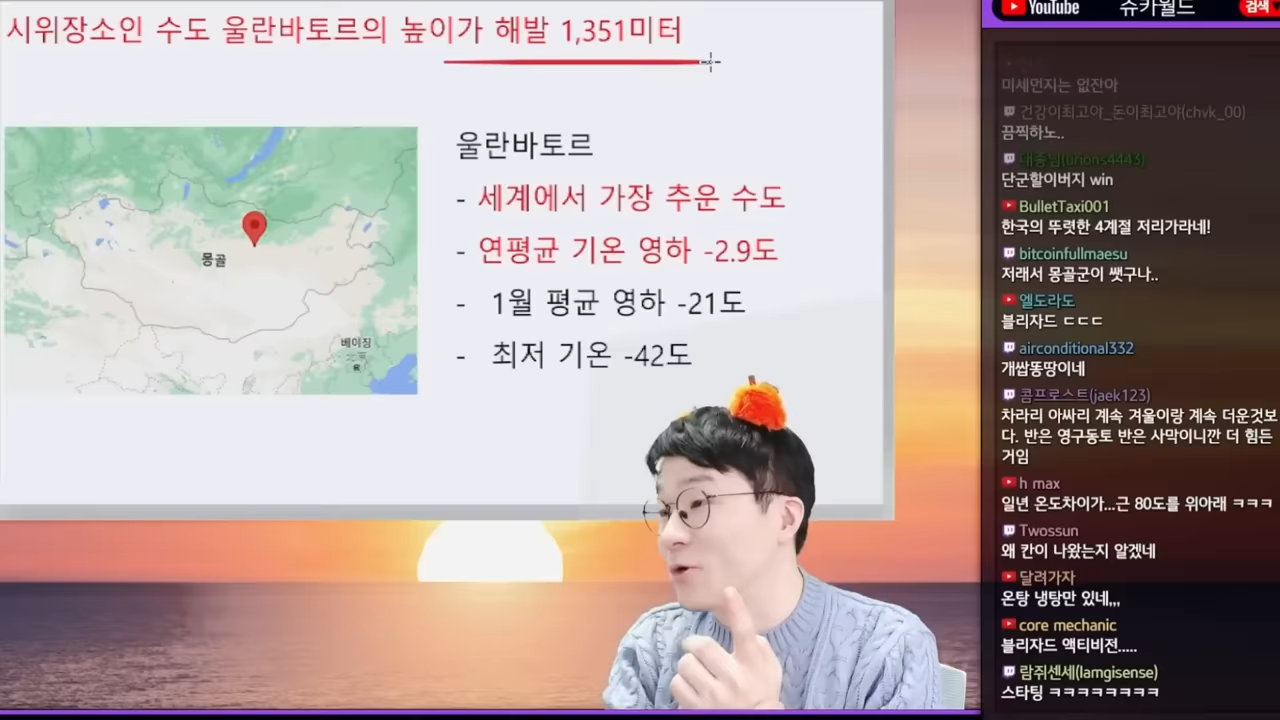 시위장소인 수도 울란바토르의 높이가 해발 1,351미터
울란바토르
- 세계에서 가장 추운 수도
- 연평균 기온 영하 -2.9도
- 1월 평균 영하 -21도
- 최저 기온 -42도
몽골
베이징
北京
YouTube 슈카월드 검색
미세먼지는 없잔아
건강이최고야_돈이최고야(chvk_00)
끔찍하노..
단군할이버지 win
BulletTaxi001
한국의 뚜렷한 4계절 저리가라네!
bitcoinfullmaesu
저래서 몽골군이 쌧구나..
엘도라도
블리자드 ㄷㄷㄷ
airconditional332
개쌉똥땅이네
콤프로스트(jaek123)
차라리 아싸리 계속 겨울이랑 계속 더운것보
다. 반은 영구동토 반은 사막이니깐 더 힘든
거임
h max
일년 온도차이가...근 80도를 위아래 ㅋㅋㅋ
Twossun
왜 칸이 나왔는지 알겠네
달려가자
온탕 냉탕만 있네,,,
core mechanic
블리자드 액티비전.....
람쥐센세(lamgisense)
스타팅 ㅋㅋㅋㅋㅋㅋㅋㅋ